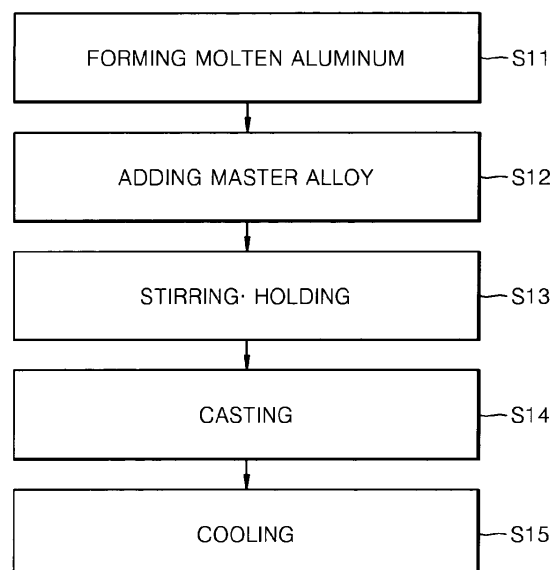 FORMING MOLTEN ALUMINUM S11
ADDING MASTER ALLOY S12
STIRRING· HOLDING S13
CASTING S14
COOLING S15